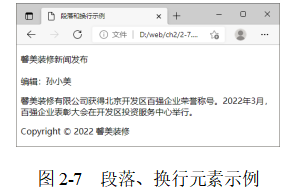 段落和换行示例
文件
D:/web/ch2/2-7....
馨美装修新闻发布
编辑：孙小美
馨美装修有限公司获得北京开发区百强企业荣誉称号。2022年3月，
百强企业表彰大会在开发区投资服务中心举行。
Copyright © 2022 馨美装修
图 2-7 段落、换行元素示例